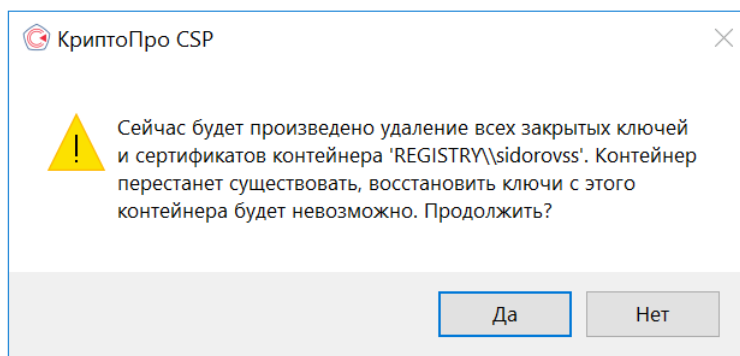 КриптоПро CSP
Сейчас будет произведено удаление всех закрытых ключей
и сертификатов контейнера 'REGISTRY\\sidorovss'. Контейнер
перестанет существовать, восстановить ключи с этого
контейнера будет невозможно. Продолжить?
Да
Нет